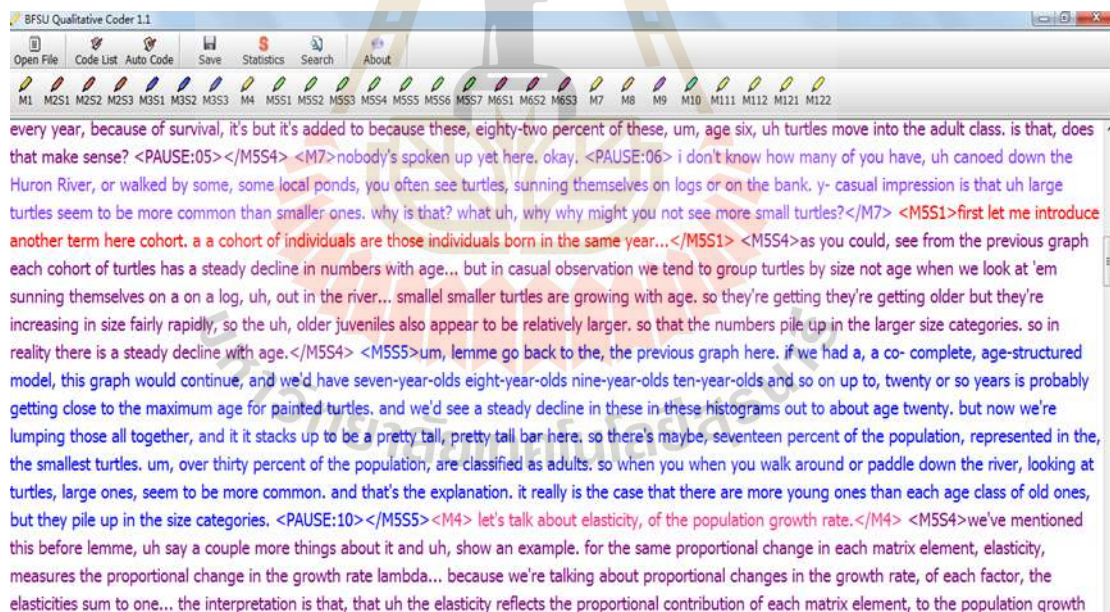 BFSU Qualitative Coder 1.1
Open File Code List Auto Code Save Statistics Search About
M1 M2S1 M2S2 M2S3 M3S1 M3S2 M3S3 M4 M5S1 M5S2 M5S3 M5S4 M5S5 M5S6 M5S7 M6S1 M6S2 M6S3 M7 M8 M9 M10 M111 M112 M121 M122
every year, because of survival, it's but it's added to because these, eighty-two percent of these, um, age six, uh turtles move into the adult class. is that, does
that make sense? <PAUSE:05></M5S4> <M7>nobody's spoken up yet here. okay. <PAUSE:06> i don't know how many of you have, uh canoed down the
Huron River, or walked by some, some local ponds, you often see turtles, sunning themselves on logs or on the bank. y- casual impression is that uh large
turtles seem to be more common than smaller ones. why is that? what uh, why why might you not see more small turtles?</M7> <M5S1>first let me introduce
another term here cohort. a a cohort of individuals are those individuals born in the same year...</M5S1> <M5S4>as you could, see from the previous graph
each cohort of turtles has a steady decline in numbers with age... but in casual observation we tend to group turtles by size not age when we look at 'em
sunning themselves on a on a log, uh, out in the river... smallel smaller turtles are growing with age. so they're getting they're getting older but they're
increasing in size fairly rapidly, so the uh, older juveniles also appear to be relatively larger. so that the numbers pile up in the larger size categories. so in
reality there is a steady decline with age.</M5S4> <M5S5>um, lemme go back to the, the previous graph here. if we had a, a co- complete, age-structured
model, this graph would continue, and we'd have seven-year-olds eight-year-olds nine-year-olds ten-year-olds and so on up to, twenty or so years is probably
getting close to the maximum age for painted turtles. and we'd see a steady decline in these in these histograms out to about age twenty. but now we're
lumping those all together, and it it stacks up to be a pretty tall, pretty tall bar here. so there's maybe, seventeen percent of the population, represented in the,
the smallest turtles. um, over thirty percent of the population, are classified as adults. so when you when you walk around or paddle down the river, looking at
turtles, large ones, seem to be more common. and that's the explanation. it really is the case that there are more young ones than each age class of old ones,
but they pile up in the size categories. <PAUSE:10></M5S5><M4> let's talk about elasticity, of the population growth rate.</M4> <M5S4>we've mentioned
this before lemme, uh say a couple more things about it and uh, show an example. for the same proportional change in each matrix element, elasticity,
measures the proportional change in the growth rate lambda... because we're talking about proportional changes in the growth rate, of each factor, the
elasticities sum to one... the interpretation is that, that uh the elasticity reflects the proportional contribution of each matrix element, to the population growth
มหาวิทยาลัยเทคโนโลยีสุรนารี